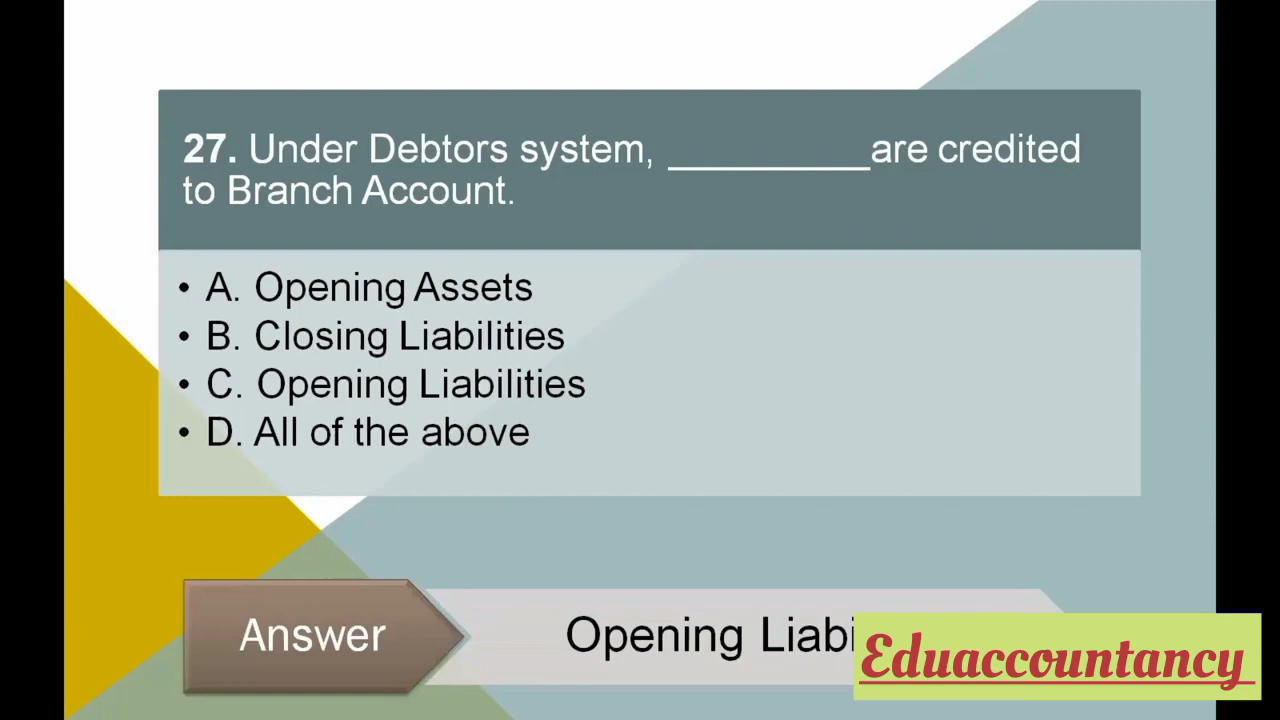 27. Under Debtors system, __________are credited
to Branch Account.
• A. Opening Assets
• B. Closing Liabilities
• C. Opening Liabilities
• D. All of the above
Answer
Opening Liabi
Eduaccountancy